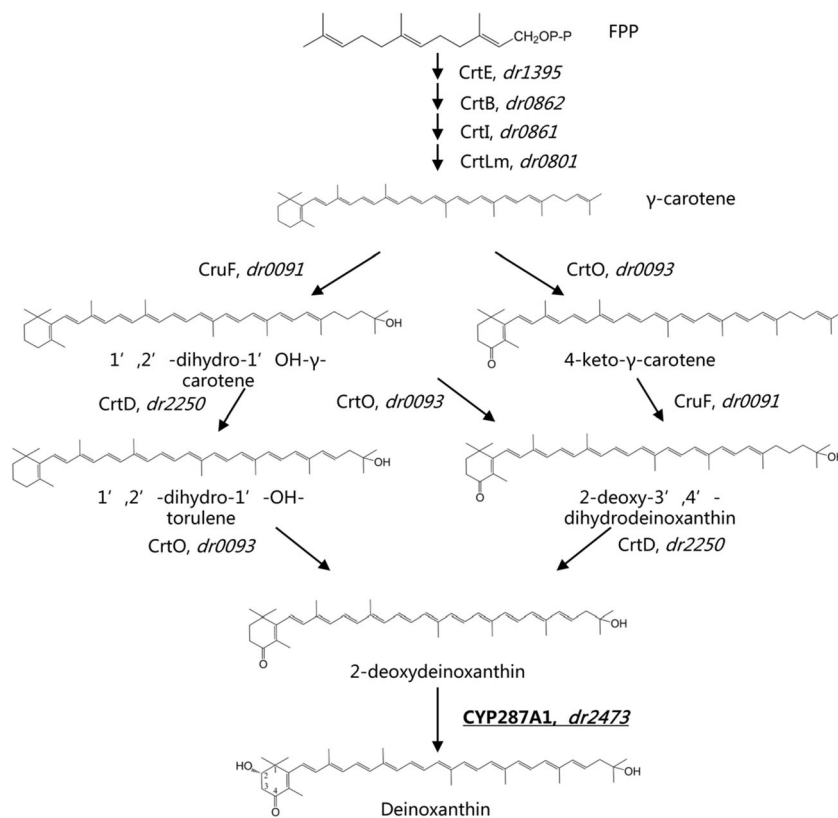 CH₂OP-P
FPP
CrtE, dr1395
CrtB, dr0862
CrtI, dr0861
CrtLm, dr0801
γ-carotene
CruF, dr0091
CrtO, dr0093
OH
O
1′ ,2′ -dihydro-1′ OH-γ-
carotene
4-keto-γ-carotene
CrtD, dr2250
CrtO, dr0093
CruF, dr0091
OH
OH
O
1′ ,2′ -dihydro-1′ -OH-
torulene
2-deoxy-3′ ,4′ -
dihydrodeinoxanthin
CrtO, dr0093
CrtD, dr2250
OH
O
2-deoxydeinoxanthin
CYP287A1, dr2473
HO
1
2
3
4
OH
O
Deinoxanthin